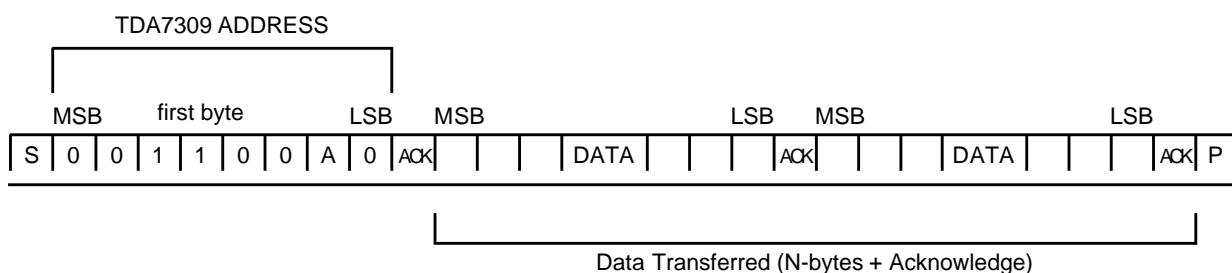 TDA7309 ADDRESS
MSB first byte LSB MSB LSB MSB LSB
S 0 0 1 1 0 0 A 0 ACK DATA ACK DATA ACK P
Data Transferred (N-bytes + Acknowledge)